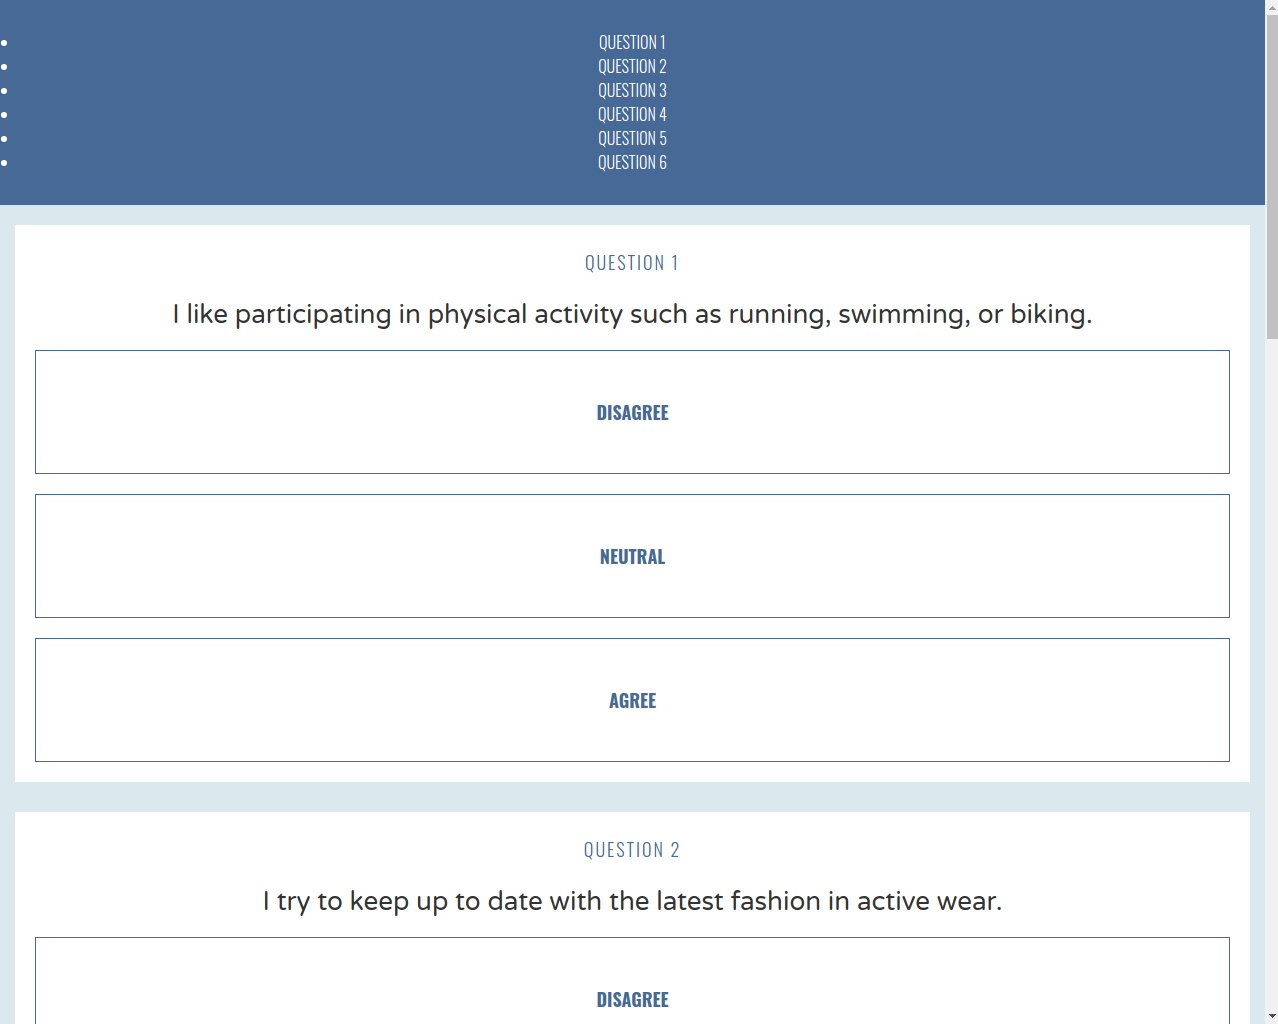 QUESTION 1
QUESTION 2
QUESTION 3
QUESTION 4
QUESTION 5
QUESTION 6
QUESTION 1
I like participating in physical activity such as running, swimming, or biking.
DISAGREE
NEUTRAL
AGREE
QUESTION 2
I try to keep up to date with the latest fashion in active wear.
DISAGREE